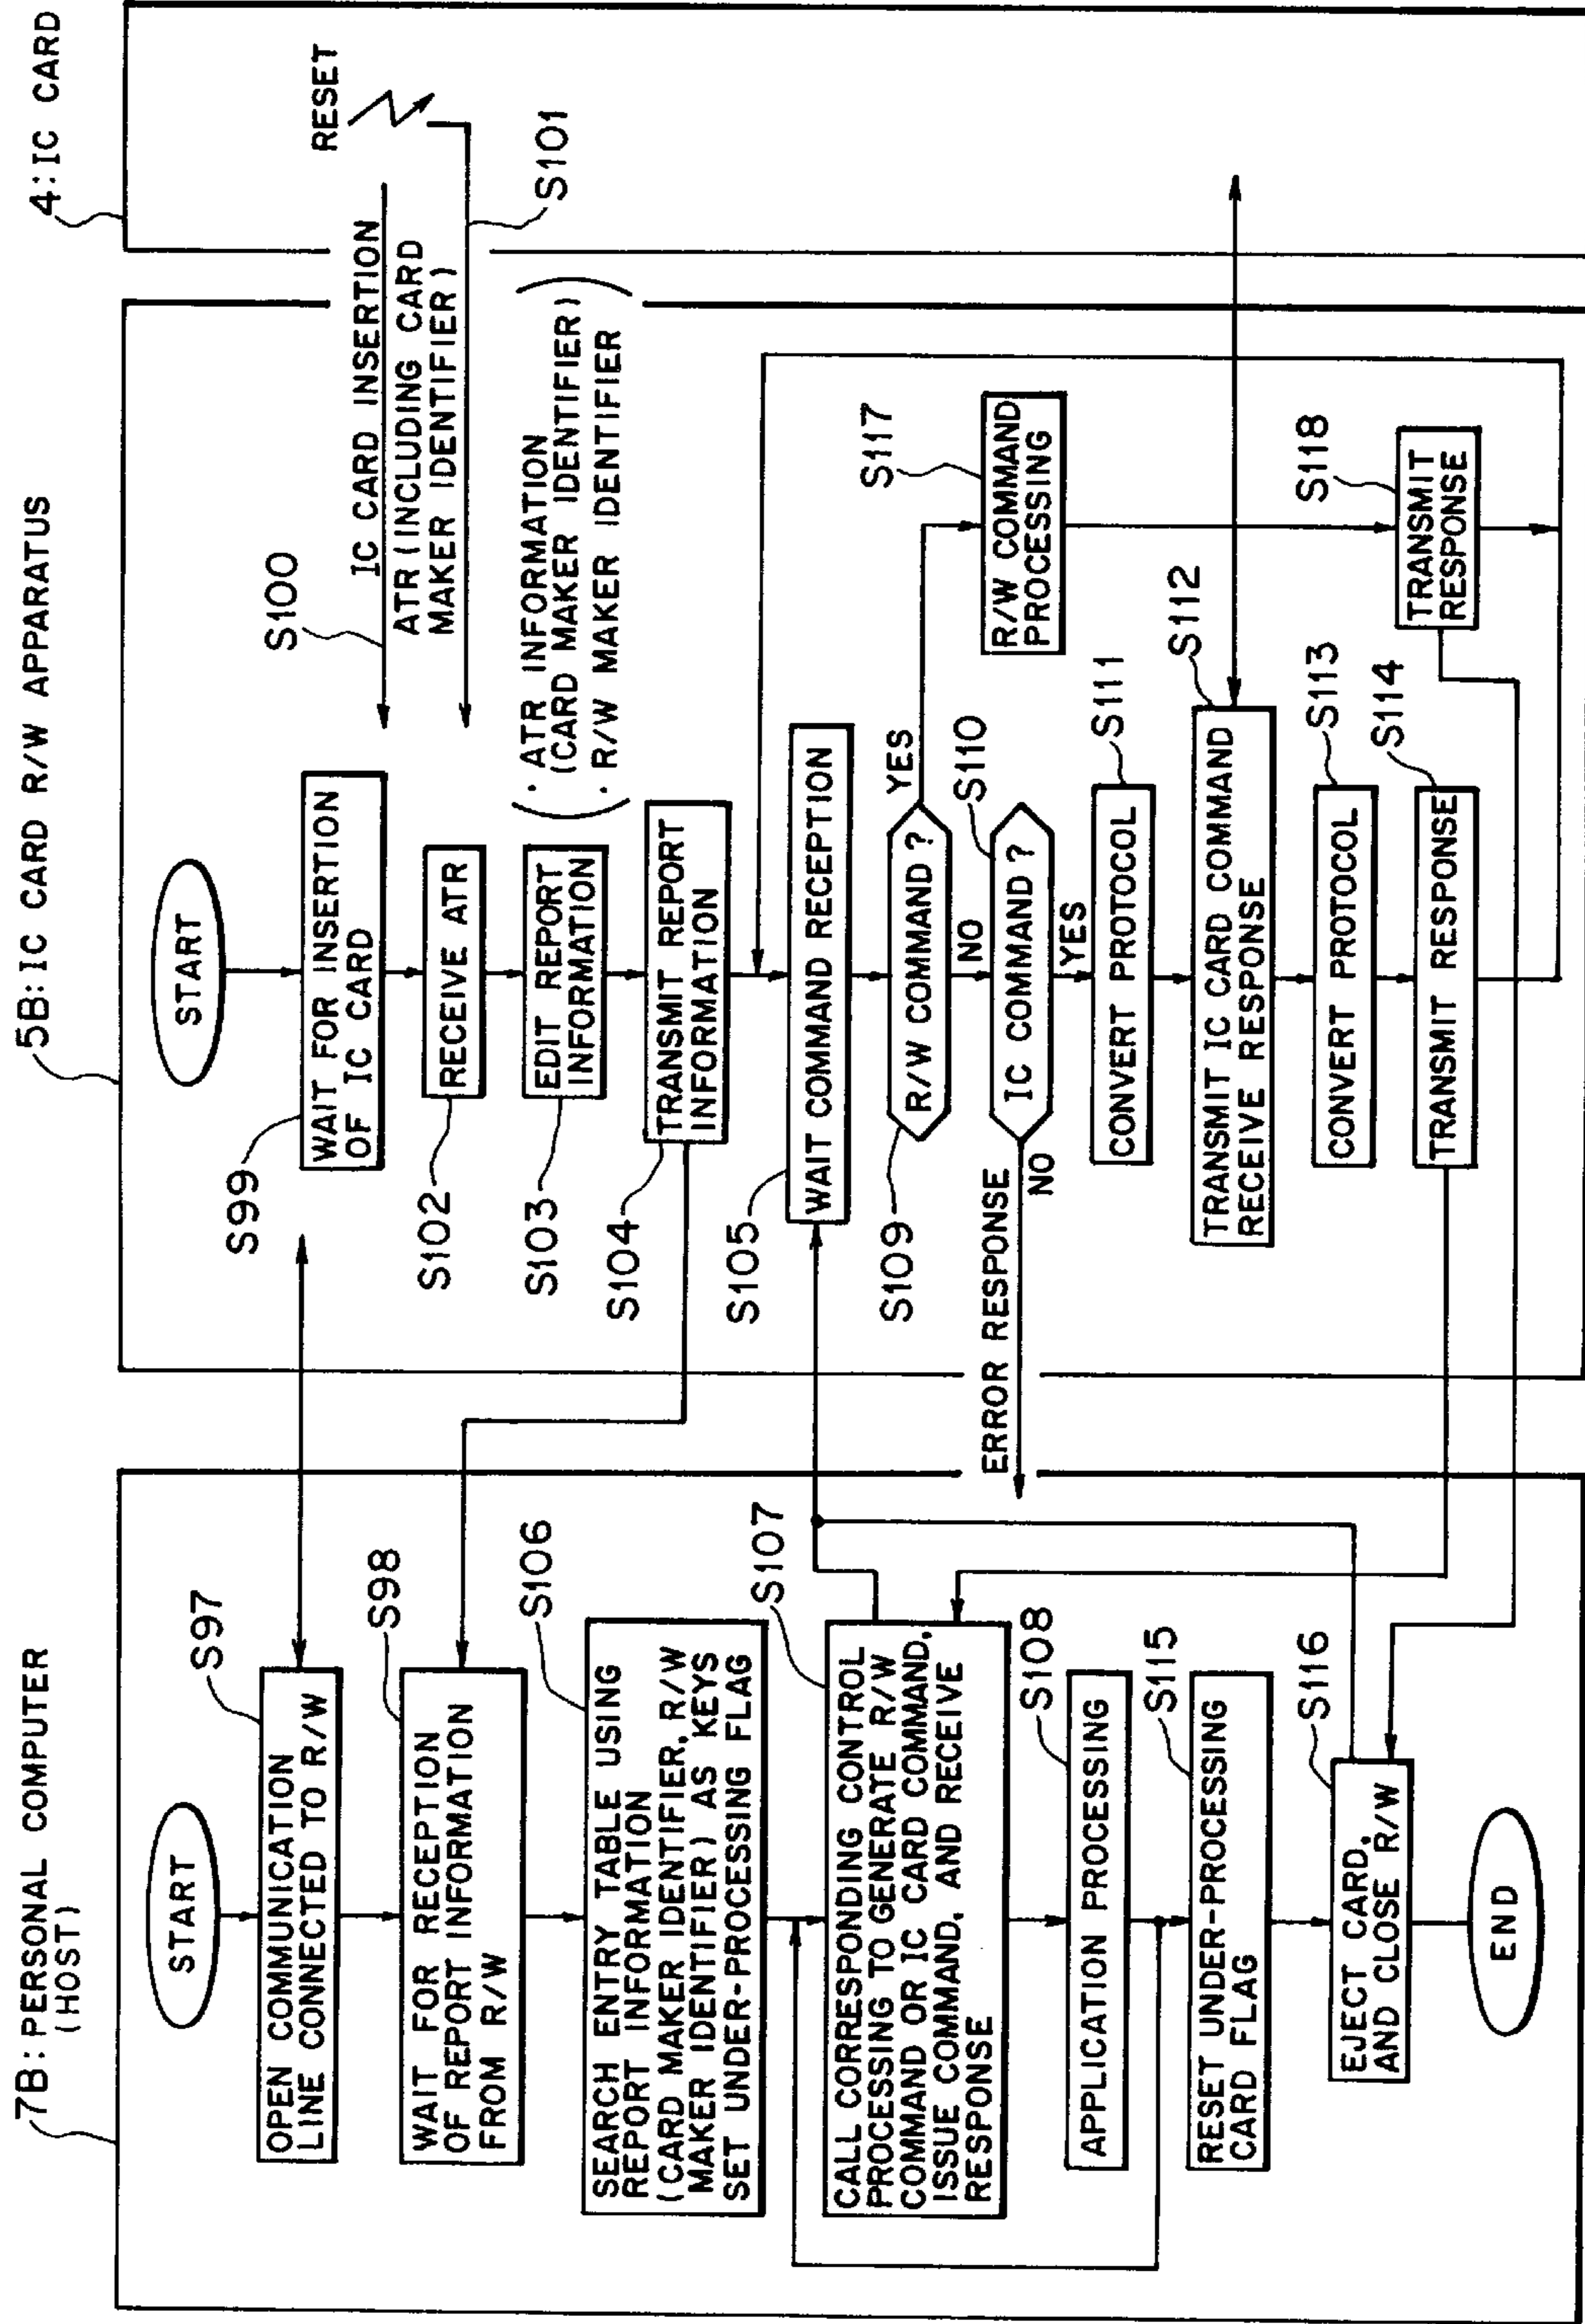 7B: PERSONAL COMPUTER
(HOST)
START
S97
OPEN COMMUNICATION
LINE CONNECTED TO R/W
S98
WAIT FOR RECEPTION
OF REPORT INFORMATION
FROM R/W
S106
SEARCH ENTRY TABLE USING
REPORT INFORMATION
(CARD MAKER IDENTIFIER, R/W
MAKER IDENTIFIER) AS KEYS
SET UNDER-PROCESSING FLAG
S107
CALL CORRESPONDING CONTROL
PROCESSING TO GENERATE R/W
COMMAND OR IC CARD COMMAND,
ISSUE COMMAND, AND RECEIVE
RESPONSE
S108
APPLICATION PROCESSING
S115
RESET UNDER-PROCESSING
CARD FLAG
S116
EJECT CARD,
AND CLOSE R/W
END
5B: IC CARD R/W APPARATUS
START
S99
WAIT FOR INSERTION
OF IC CARD
S102
RECEIVE ATR
S103
EDIT REPORT
INFORMATION
· ATR INFORMATION
(CARD MAKER IDENTIFIER)
· R/W MAKER IDENTIFIER
S104
TRANSMIT REPORT
INFORMATION
S105
WAIT COMMAND RECEPTION
S109
R/W COMMAND ?
YES
NO
S110
IC COMMAND ?
YES
NO
ERROR RESPONSE
S111
CONVERT PROTOCOL
S112
TRANSMIT IC CARD COMMAND
RECEIVE RESPONSE
S113
CONVERT PROTOCOL
S114
TRANSMIT RESPONSE
S117
R/W COMMAND
PROCESSING
S118
TRANSMIT
RESPONSE
4: IC CARD
S100
IC CARD INSERTION
ATR (INCLUDING CARD
MAKER IDENTIFIER)
RESET
S101